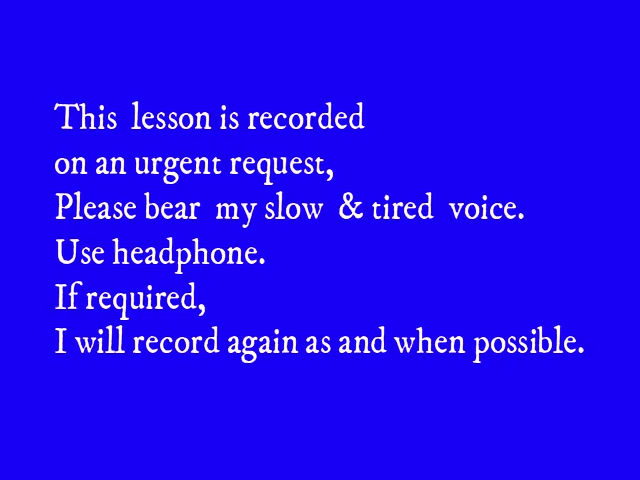 This lesson is recorded
on an urgent request,
Please bear my slow & tired voice.
Use headphone.
If required,
I will record again as and when possible.